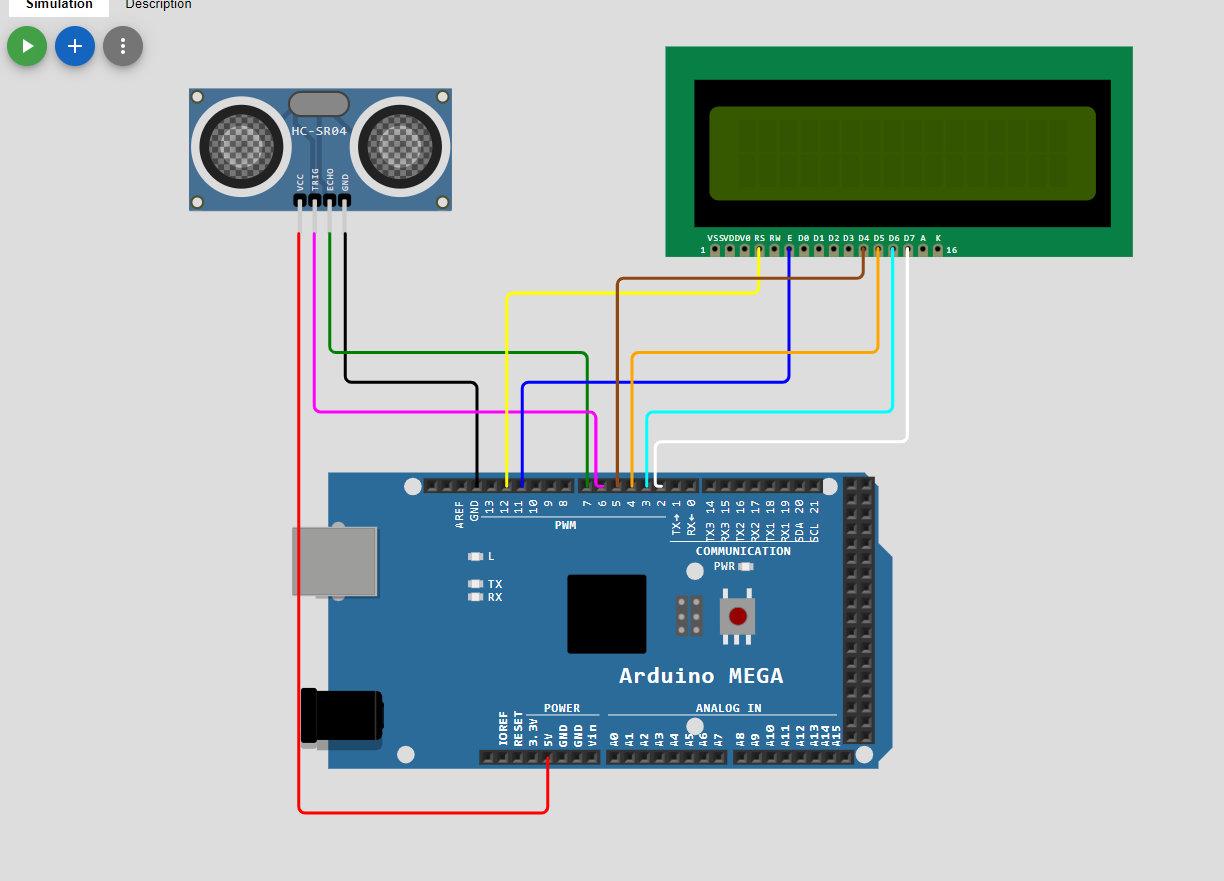 Simulation Description
HC-SR04
VCC
TRIG
ECHO
GND
VSS VDD V0 RS RW E D0 D1 D2 D3 D4 D5 D6 D7 A K
1
16
AREF
GND
13
12
11
10
9
8
7
6
5
4
3
2
TX→ 1
RX← 0
TX3 14
RX3 15
TX2 16
RX2 17
TX1 18
RX1 19
SDA 20
SCL 21
PWM
COMMUNICATION
L
PWR
TX
RX
Arduino MEGA
POWER
ANALOG IN
IOREF
RESET
3.3V
5V
GND
GND
Vin
A0
A1
A2
A3
A4
A5
A6
A7
A8
A9
A10
A11
A12
A13
A14
A15